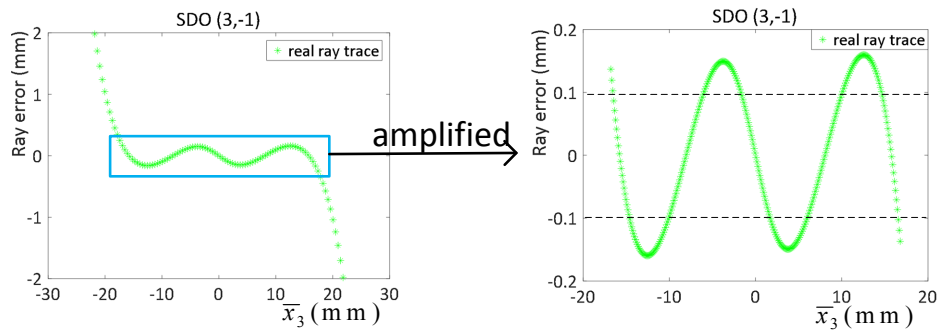 SDO (3,-1)
real ray trace
Ray error (mm)
2
1
0
-1
-2
-30 -20 -10 0 10 20 30
x̅₃ (mm)
amplified
SDO (3,-1)
real ray trace
Ray error (mm)
0.2
0.1
0
-0.1
-0.2
-20 -10 0 10 20
x̅₃ (mm)